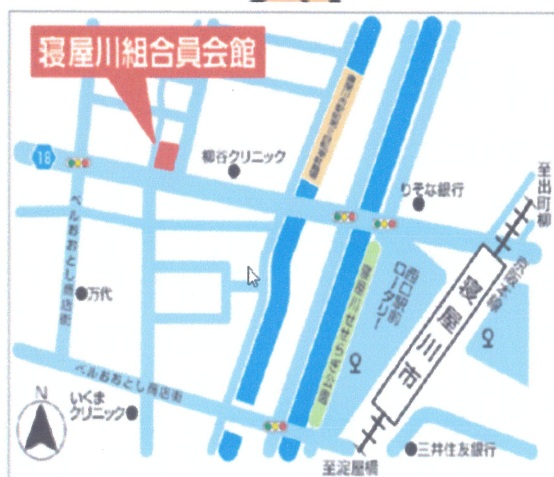 寝屋川組合員会館
18
柳谷クリニック
りそな銀行
至出町柳
京阪本線
寝屋川市
西口駅前
ロータリー
寝屋川せせらぎ公園
ベルおおとし商店街
万代
ベルおおとし商店街
N
いくま
クリニック
三井住友銀行
至淀屋橋